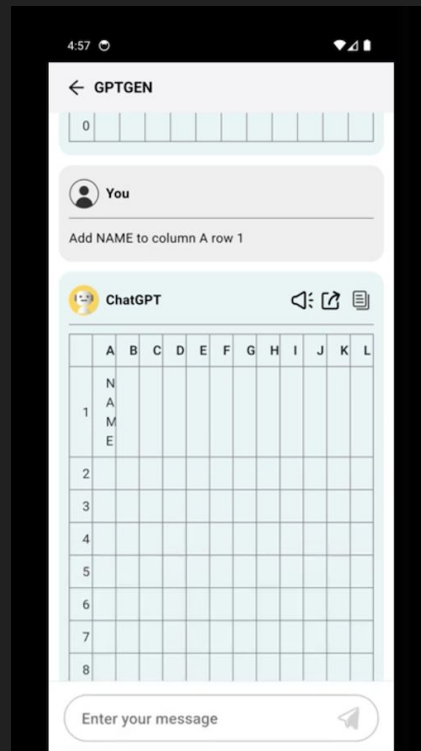 4:57
GPTGEN
0
You
Add NAME to column A row 1
ChatGPT
A B C D E F G H I J K L
1
N
A
M
E
2
3
4
5
6
7
8
Enter your message